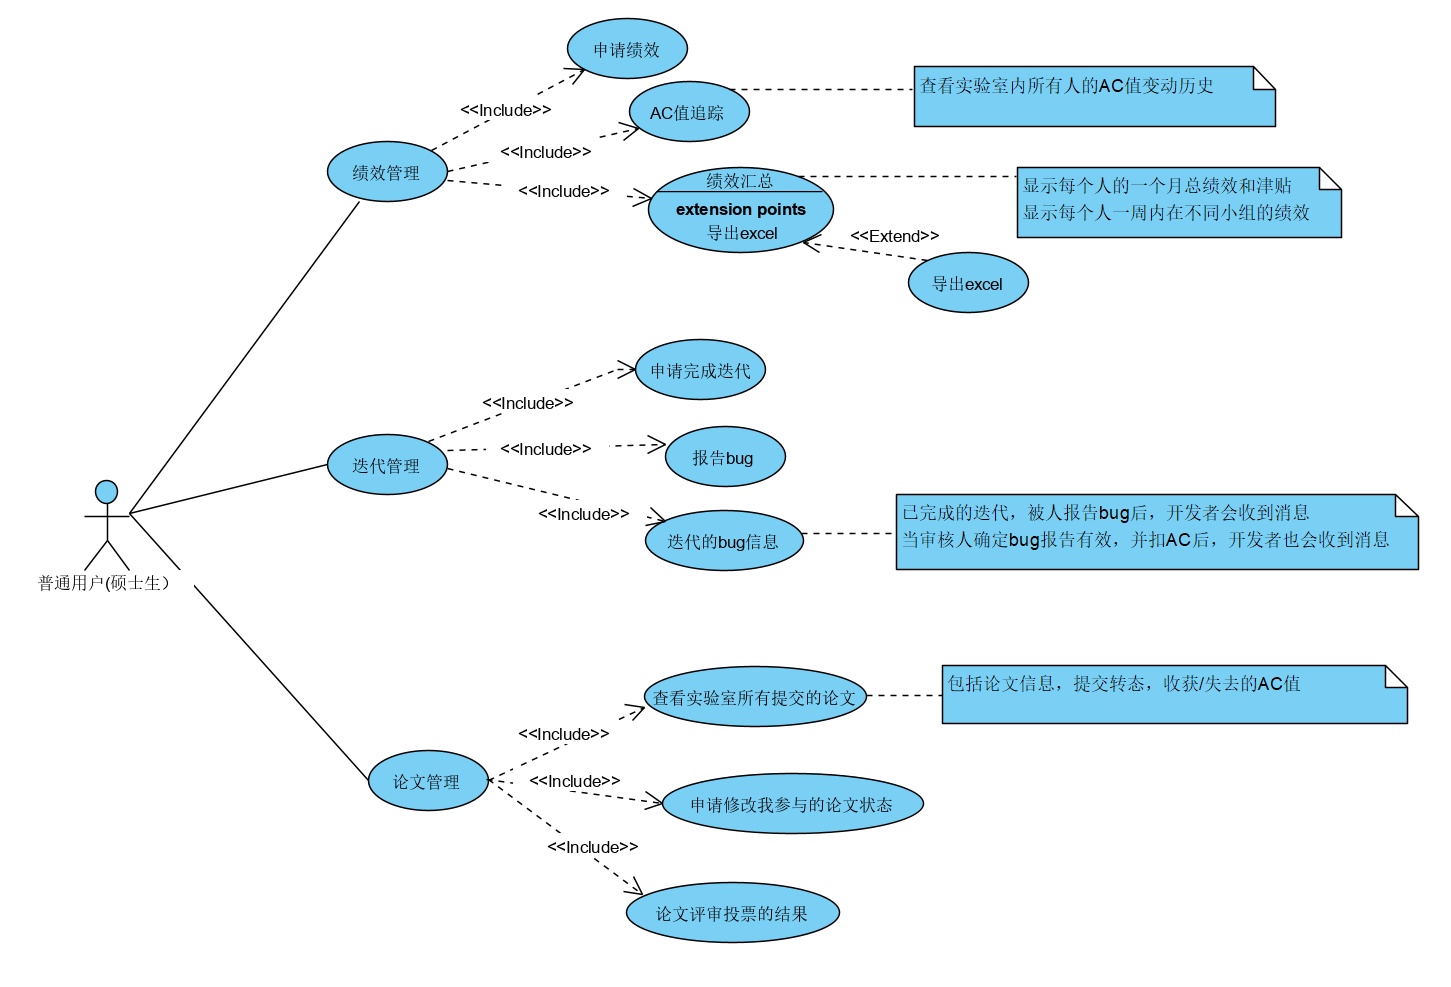 申请绩效
<<Include>>
AC值追踪
查看实验室内所有人的AC值变动历史
<<Include>>
绩效管理
<<Include>>
绩效汇总
extension points
导出excel
显示每个人的一个月总绩效和津贴
显示每个人一周内在不同小组的绩效
<<Extend>>
导出excel
申请完成迭代
<<Include>>
<<Include>>
报告bug
迭代管理
<<Include>>
迭代的bug信息
已完成的迭代，被人报告bug后，开发者会收到消息
当审核人确定bug报告有效，并扣AC后，开发者也会收到消息
普通用户(硕士生）
查看实验室所有提交的论文
包括论文信息，提交转态，收获/失去的AC值
<<Include>>
论文管理
<<Include>>
申请修改我参与的论文状态
<<Include>>
论文评审投票的结果